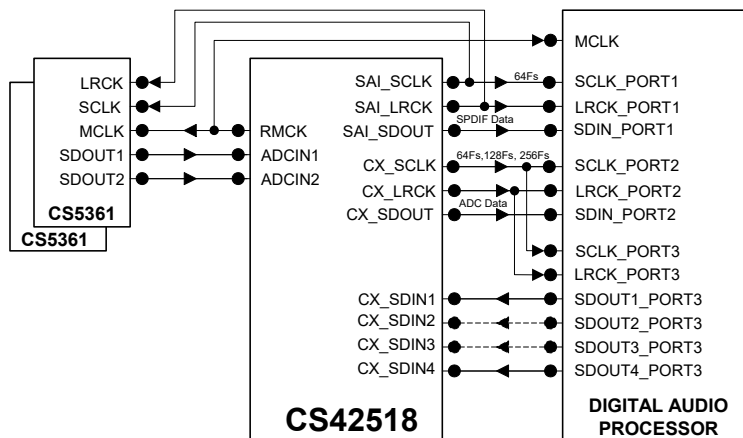 MCLK
LRCK
SCLK
MCLK
SDOUT1
SDOUT2
CS5361
CS5361
RMCK
ADCIN1
ADCIN2
SAI_SCLK
SAI_LRCK
SAI_SDOUT
CX_SCLK
CX_LRCK
CX_SDOUT
CX_SDIN1
CX_SDIN2
CX_SDIN3
CX_SDIN4
CS42518
64Fs
SPDIF Data
64Fs,128Fs, 256Fs
ADC Data
SCLK_PORT1
LRCK_PORT1
SDIN_PORT1
SCLK_PORT2
LRCK_PORT2
SDIN_PORT2
SCLK_PORT3
LRCK_PORT3
SDOUT1_PORT3
SDOUT2_PORT3
SDOUT3_PORT3
SDOUT4_PORT3
DIGITAL AUDIO
PROCESSOR